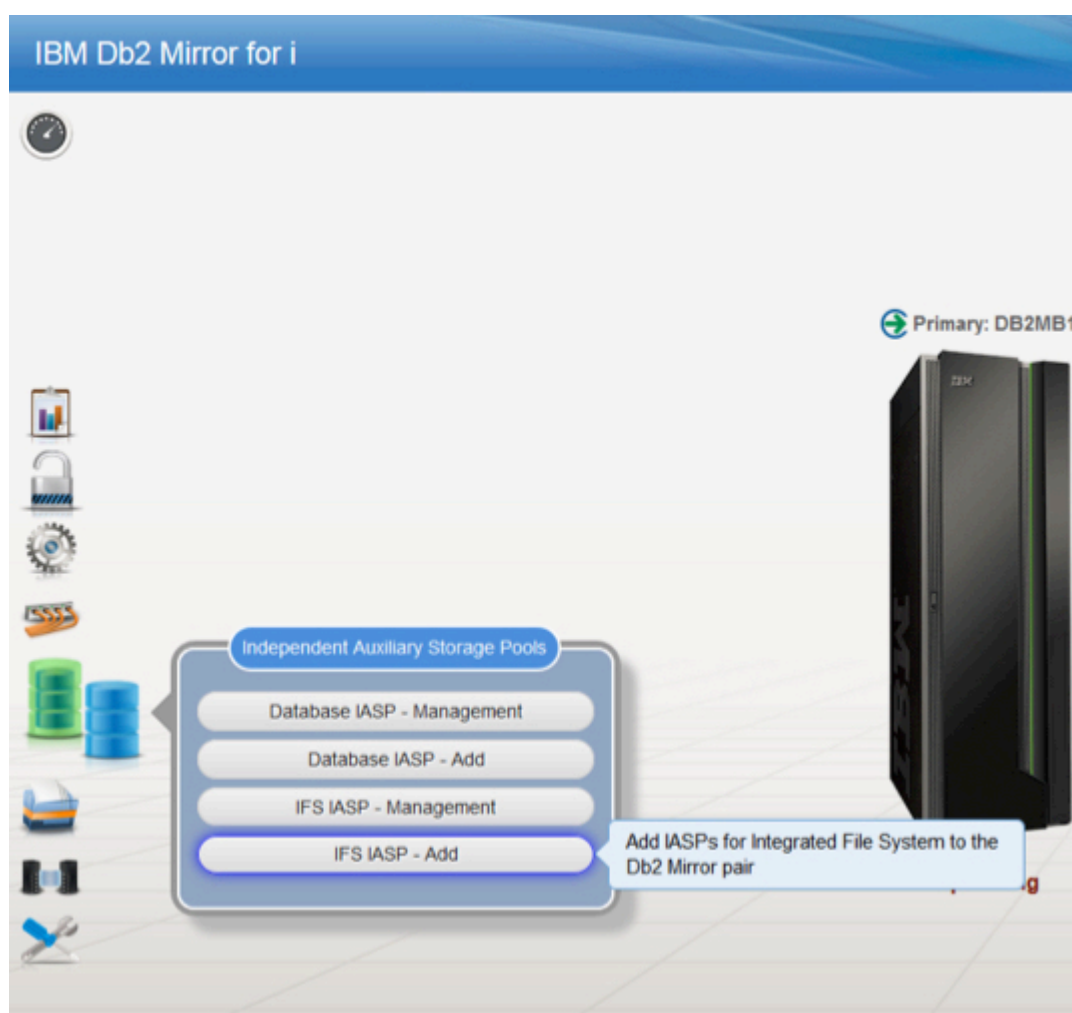 IBM Db2 Mirror for i
Primary: DB2MB1
IBM
IBM
Independent Auxiliary Storage Pools
Database IASP - Management
Database IASP - Add
IFS IASP - Management
IFS IASP - Add
Add IASPs for Integrated File System to the
Db2 Mirror pair